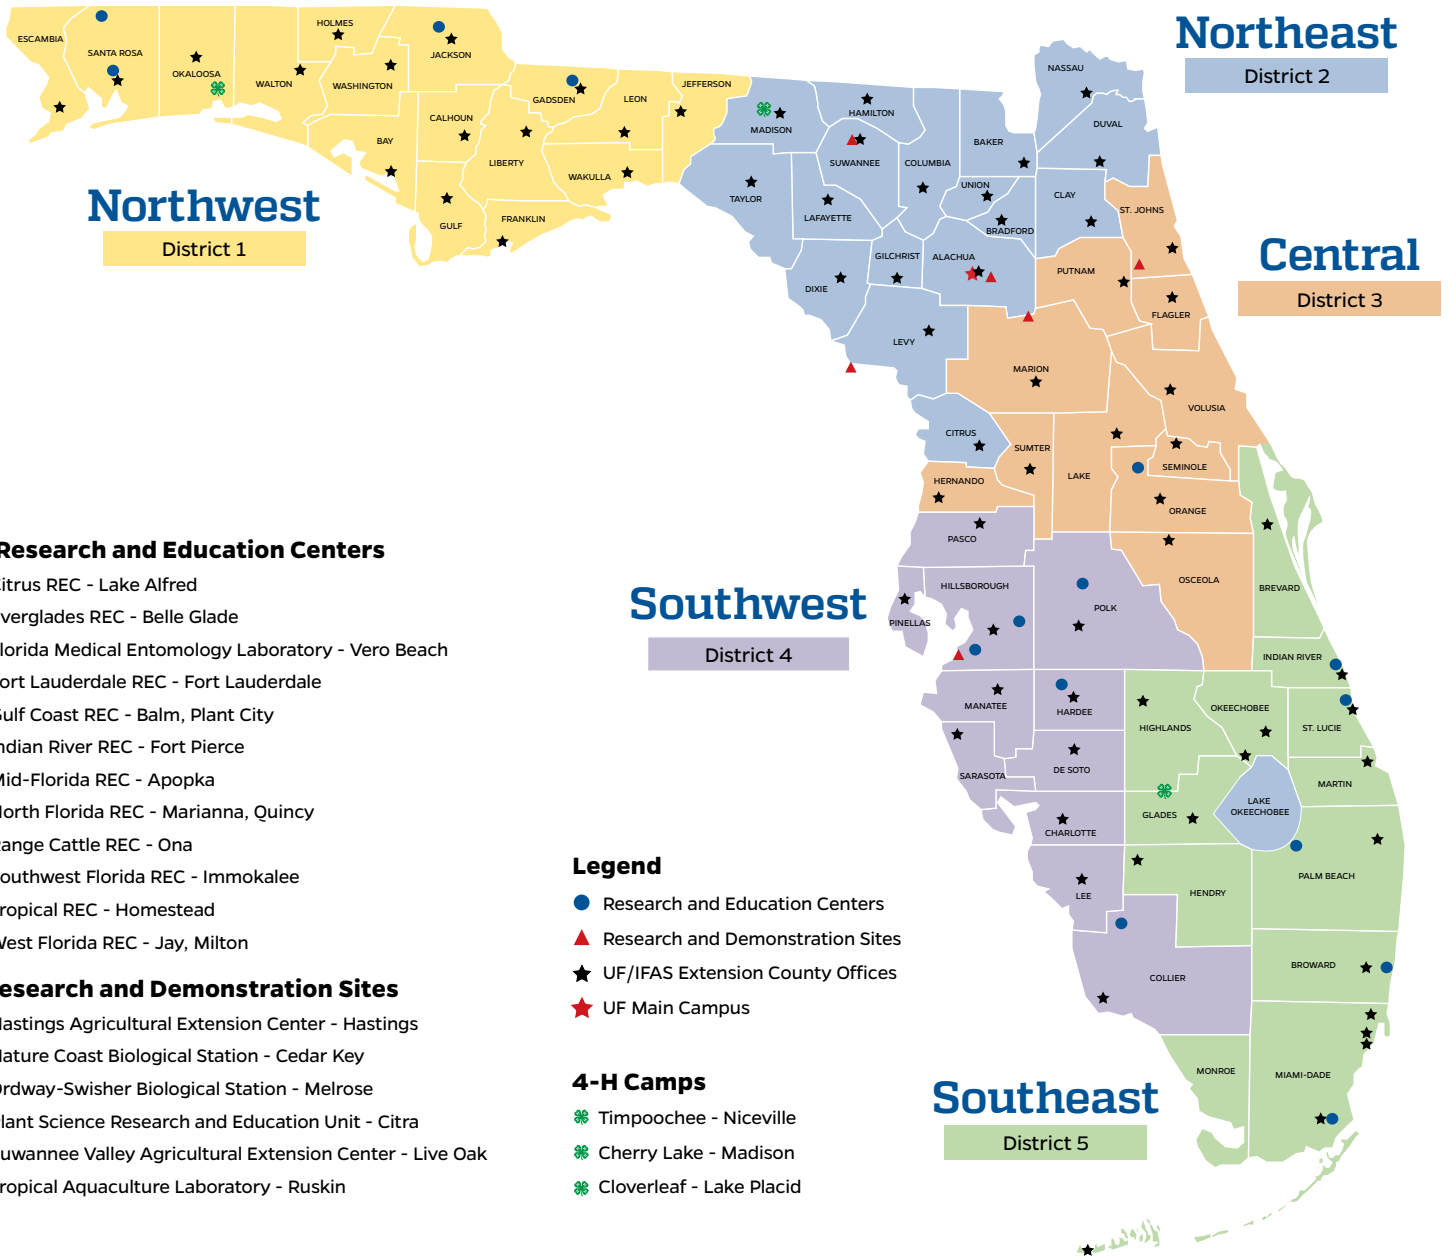 Northeast
District 2
Northwest
District 1
Central
District 3
Southwest
District 4
Southeast
District 5
ESCAMBIA
SANTA ROSA
OKALOOSA
WALTON
HOLMES
WASHINGTON
JACKSON
BAY
CALHOUN
GULF
LIBERTY
GADSDEN
FRANKLIN
LEON
WAKULLA
JEFFERSON
MADISON
TAYLOR
HAMILTON
SUWANNEE
LAFAYETTE
DIXIE
COLUMBIA
GILCHRIST
LEVY
BAKER
UNION
BRADFORD
ALACHUA
NASSAU
DUVAL
CLAY
ST. JOHNS
PUTNAM
FLAGLER
MARION
VOLUSIA
CITRUS
SUMTER
LAKE
SEMINOLE
ORANGE
HERNANDO
OSCEOLA
BREVARD
PASCO
HILLSBOROUGH
PINELLAS
POLK
INDIAN RIVER
MANATEE
HARDEE
HIGHLANDS
OKEECHOBEE
ST. LUCIE
SARASOTA
DE SOTO
MARTIN
CHARLOTTE
GLADES
LAKE
OKEECHOBEE
LEE
HENDRY
PALM BEACH
COLLIER
BROWARD
MONROE
MIAMI-DADE
Research and Education Centers
itrus REC - Lake Alfred
verglades REC - Belle Glade
lorida Medical Entomology Laboratory - Vero Beach
ort Lauderdale REC - Fort Lauderdale
ulf Coast REC - Balm, Plant City
ndian River REC - Fort Pierce
id-Florida REC - Apopka
orth Florida REC - Marianna, Quincy
ange Cattle REC - Ona
outhwest Florida REC - Immokalee
ropical REC - Homestead
West Florida REC - Jay, Milton
esearch and Demonstration Sites
astings Agricultural Extension Center - Hastings
ature Coast Biological Station - Cedar Key
rdway-Swisher Biological Station - Melrose
lant Science Research and Education Unit - Citra
uwannee Valley Agricultural Extension Center - Live Oak
ropical Aquaculture Laboratory - Ruskin
Legend
Research and Education Centers
Research and Demonstration Sites
UF/IFAS Extension County Offices
UF Main Campus
4-H Camps
Timpoochee - Niceville
Cherry Lake - Madison
Cloverleaf - Lake Placid